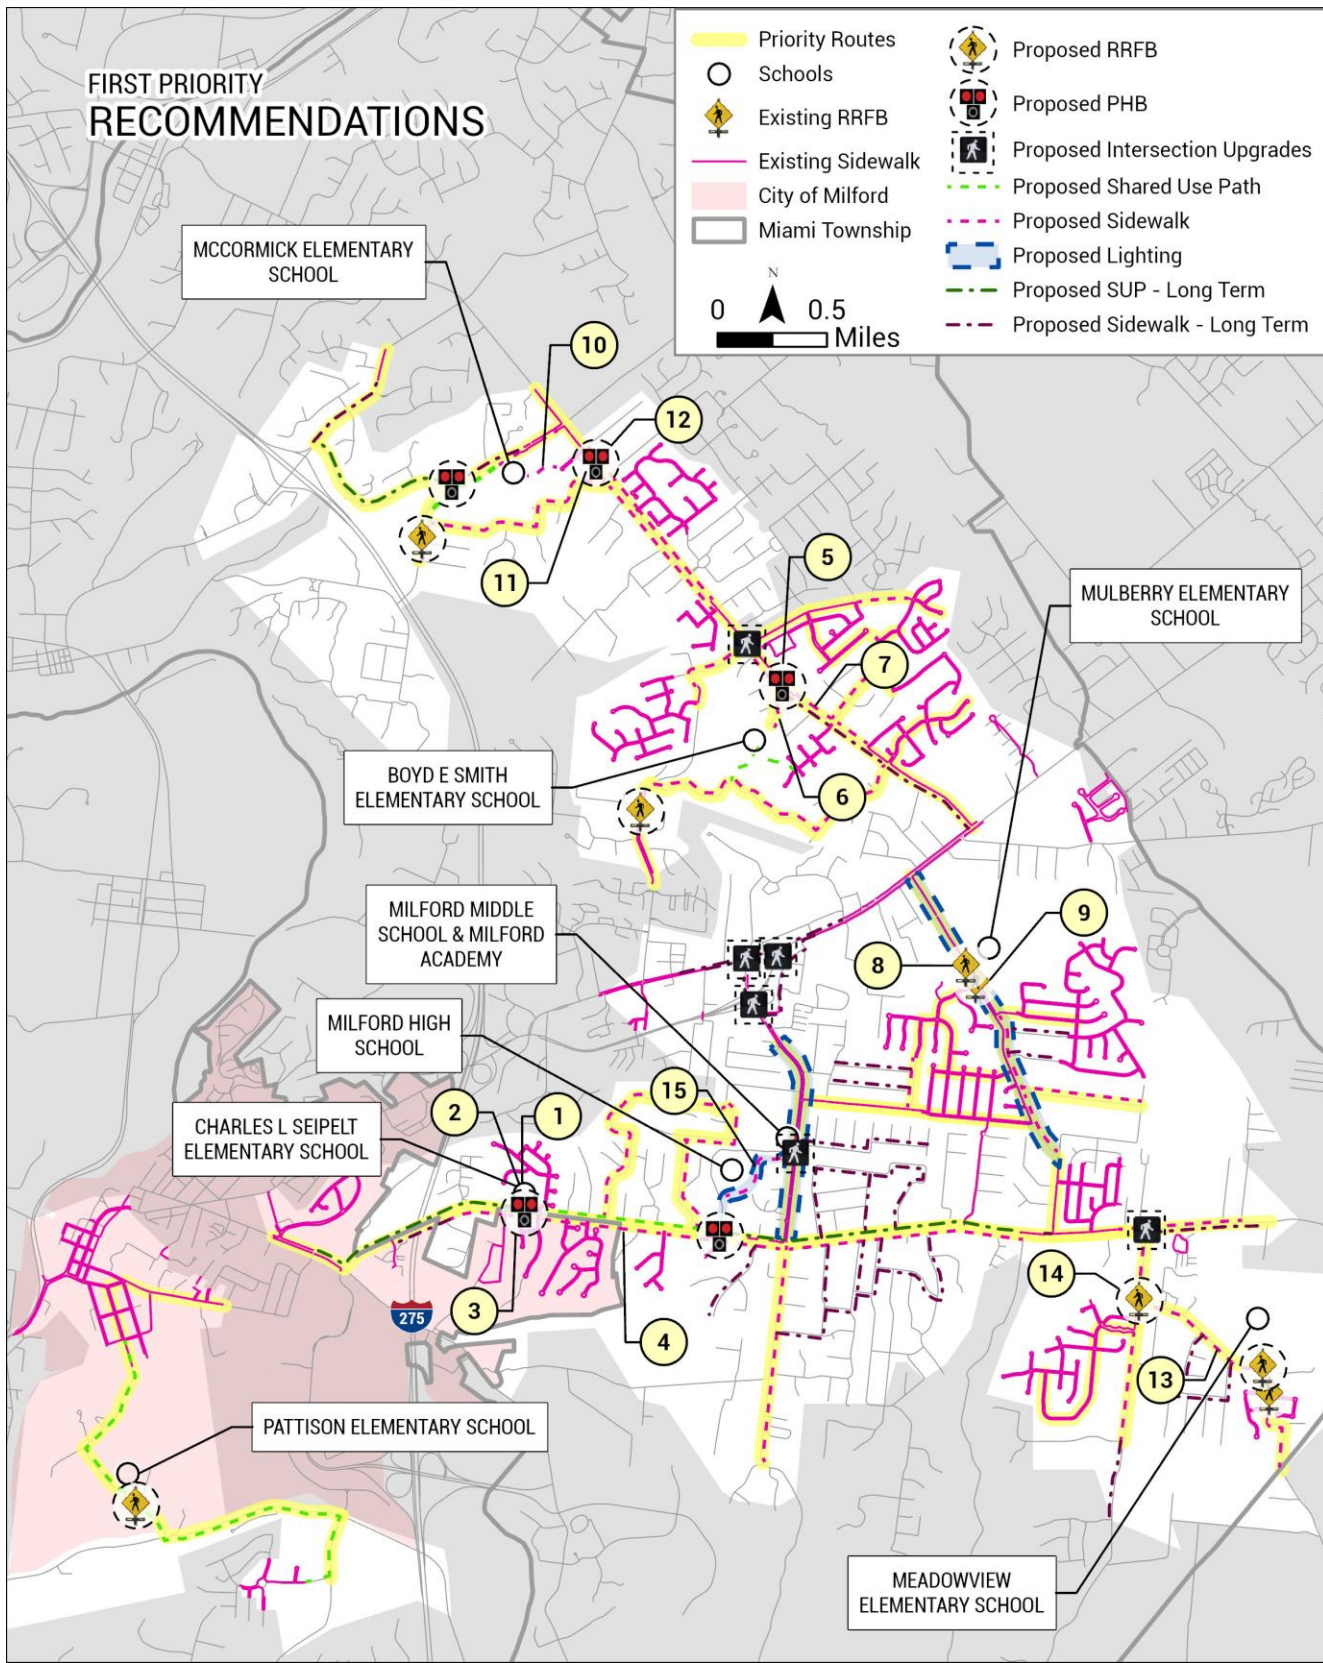 FIRST PRIORITY
RECOMMENDATIONS
Priority Routes
Schools
Existing RRFB
Existing Sidewalk
City of Milford
Miami Township
N
0 0.5
Miles
Proposed RRFB
Proposed PHB
Proposed Intersection Upgrades
Proposed Shared Use Path
Proposed Sidewalk
Proposed Lighting
Proposed SUP - Long Term
Proposed Sidewalk - Long Term
MCCORMICK ELEMENTARY
SCHOOL
10
12
11
5
MULBERRY ELEMENTARY
SCHOOL
7
BOYD E SMITH
ELEMENTARY SCHOOL
6
MILFORD MIDDLE
SCHOOL & MILFORD
ACADEMY
9
8
MILFORD HIGH
SCHOOL
15
2
1
CHARLES L SEIPELT
ELEMENTARY SCHOOL
14
3
275
4
13
PATTISON ELEMENTARY SCHOOL
MEADOWVIEW
ELEMENTARY SCHOOL